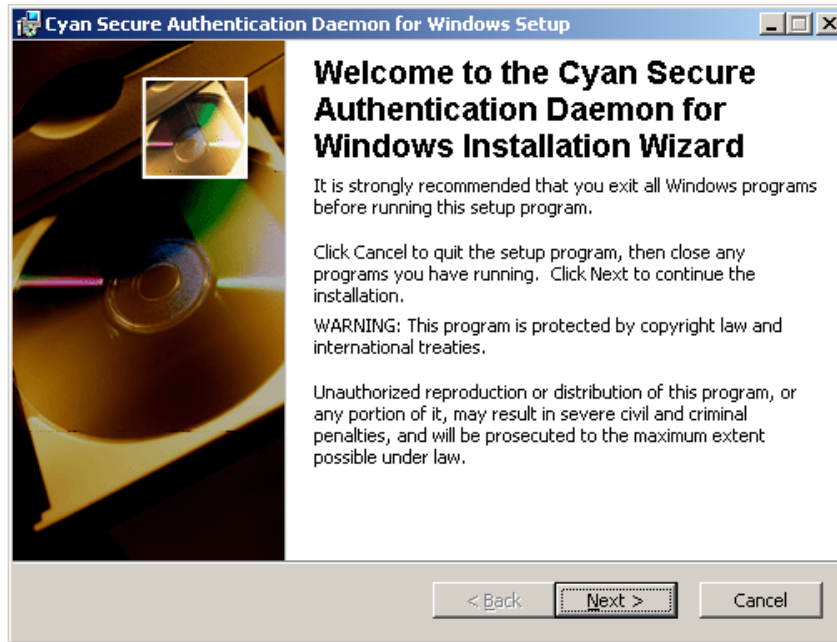 Cyan Secure Authentication Daemon for Windows Setup
Welcome to the Cyan Secure
Authentication Daemon for
Windows Installation Wizard
It is strongly recommended that you exit all Windows programs
before running this setup program.
Click Cancel to quit the setup program, then close any
programs you have running.  Click Next to continue the
installation.
WARNING: This program is protected by copyright law and
international treaties.
Unauthorized reproduction or distribution of this program, or
any portion of it, may result in severe civil and criminal
penalties, and will be prosecuted to the maximum extent
possible under law.
< Back  Next >  Cancel